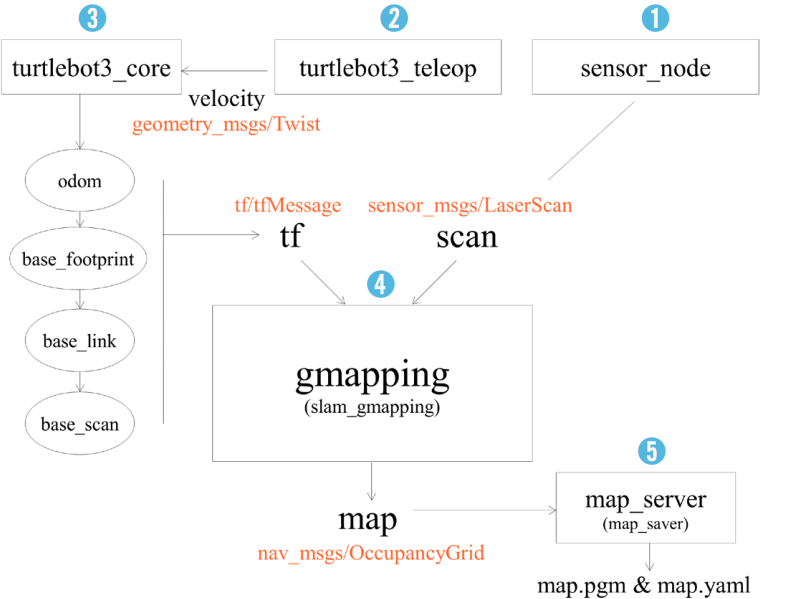 3
2
1
turtlebot3_core
turtlebot3_teleop
sensor_node
velocity
geometry_msgs/Twist
odom
base_footprint
base_link
base_scan
tf/tfMessage
tf
sensor_msgs/LaserScan
scan
4
gmapping
(slam_gmapping)
map
nav_msgs/OccupancyGrid
5
map_server
(map_saver)
map.pgm & map.yaml